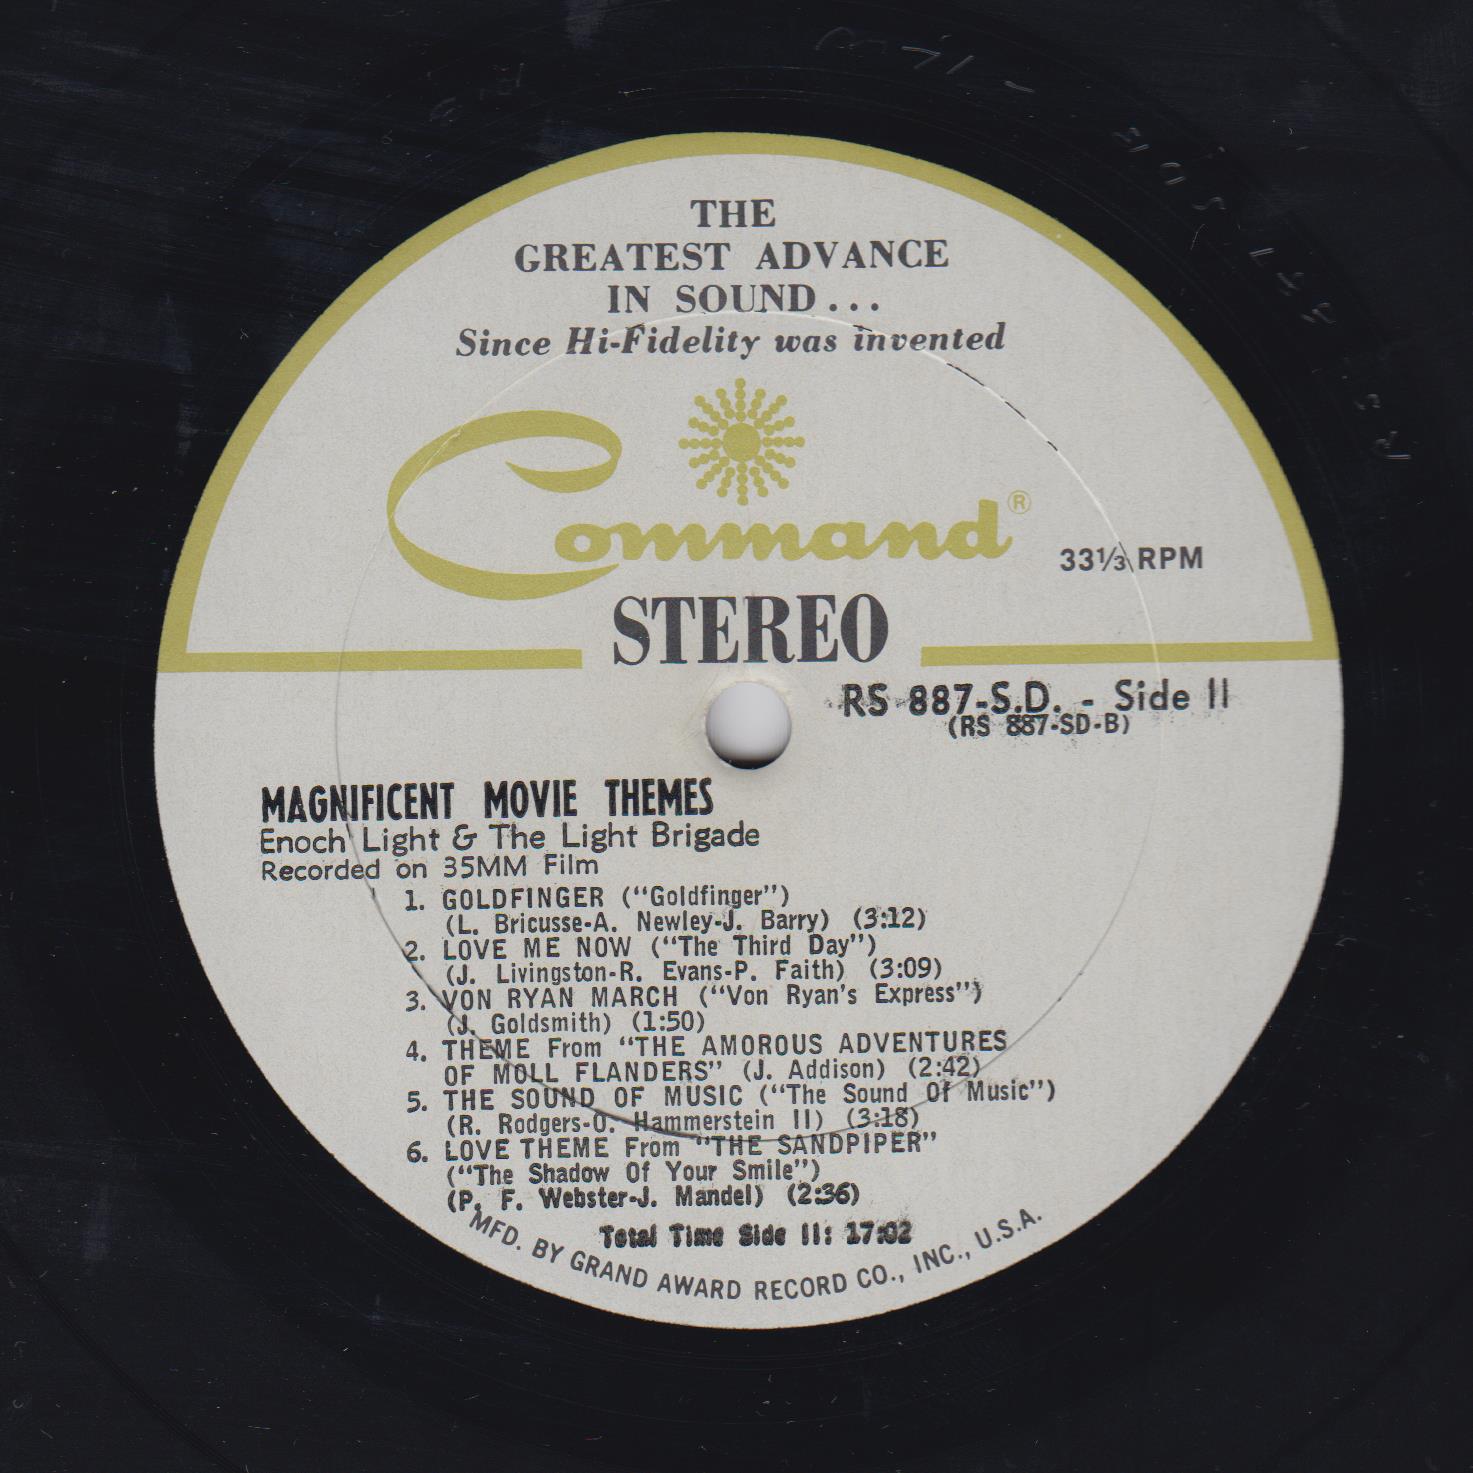 THE
GREATEST ADVANCE
IN SOUND...
Since Hi-Fidelity was invented
Command®
33⅓ RPM
STEREO
RS 887-S.D. - Side II
(RS 887-SD-B)
MAGNIFICENT MOVIE THEMES
Enoch Light & The Light Brigade
Recorded on 35MM Film
1. GOLDFINGER ("Goldfinger")
(L. Bricusse-A. Newley-J. Barry) (3:12)
2. LOVE ME NOW ("The Third Day")
(J. Livingston-R. Evans-P. Faith) (3:09)
3. VON RYAN MARCH ("Von Ryan's Express")
(J. Goldsmith) (1:50)
4. THEME From "THE AMOROUS ADVENTURES
OF MOLL FLANDERS" (J. Addison) (2:42)
5. THE SOUND OF MUSIC ("The Sound Of Music")
(R. Rodgers-O. Hammerstein II) (3:18)
6. LOVE THEME From "THE SANDPIPER"
("The Shadow Of Your Smile")
(P. F. Webster-J. Mandel) (2:36)
Total Time Side II: 17:02
MFD. BY GRAND AWARD RECORD CO., INC., U.S.A.